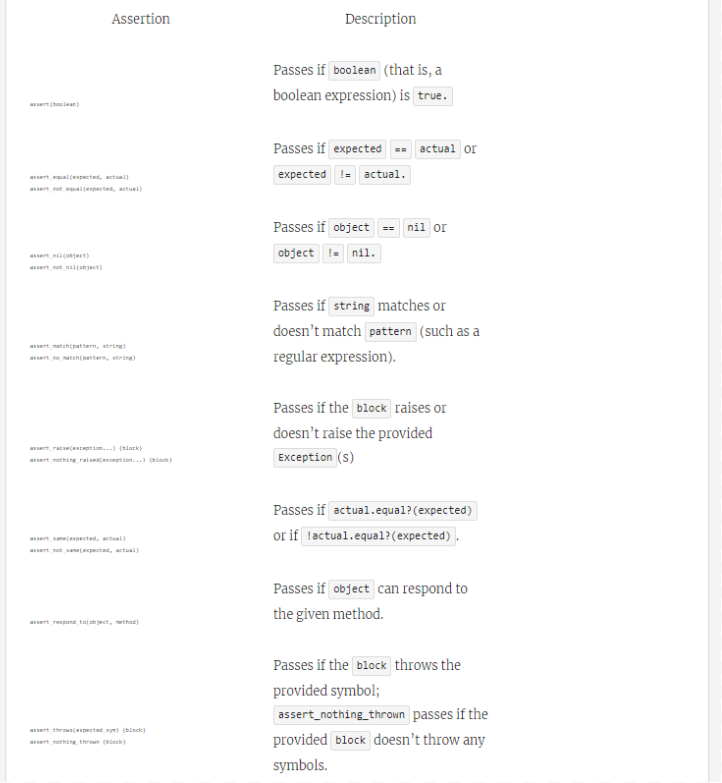 Assertion Description
assert(boolean)
Passes if boolean (that is, a
boolean expression) is true.
assert_equal(expected, actual)
assert_not_equal(expected, actual)
Passes if expected == actual or
expected != actual.
assert_nil(object)
assert_not_nil(object)
Passes if object == nil or
object != nil.
assert_match(pattern, string)
assert_no_match(pattern, string)
Passes if string matches or
doesn’t match pattern (such as a
regular expression).
assert_raise(exception...) {block}
assert_nothing_raised(exception...) {block}
Passes if the block raises or
doesn’t raise the provided
Exception(s)
assert_same(expected, actual)
assert_not_same(expected, actual)
Passes if actual.equal?(expected)
or if !actual.equal?(expected).
assert_respond_to(object, method)
Passes if object can respond to
the given method.
assert_throws(expected_sym) {block}
assert_nothing_thrown {block}
Passes if the block throws the
provided symbol;
assert_nothing_thrown passes if the
provided block doesn’t throw any
symbols.